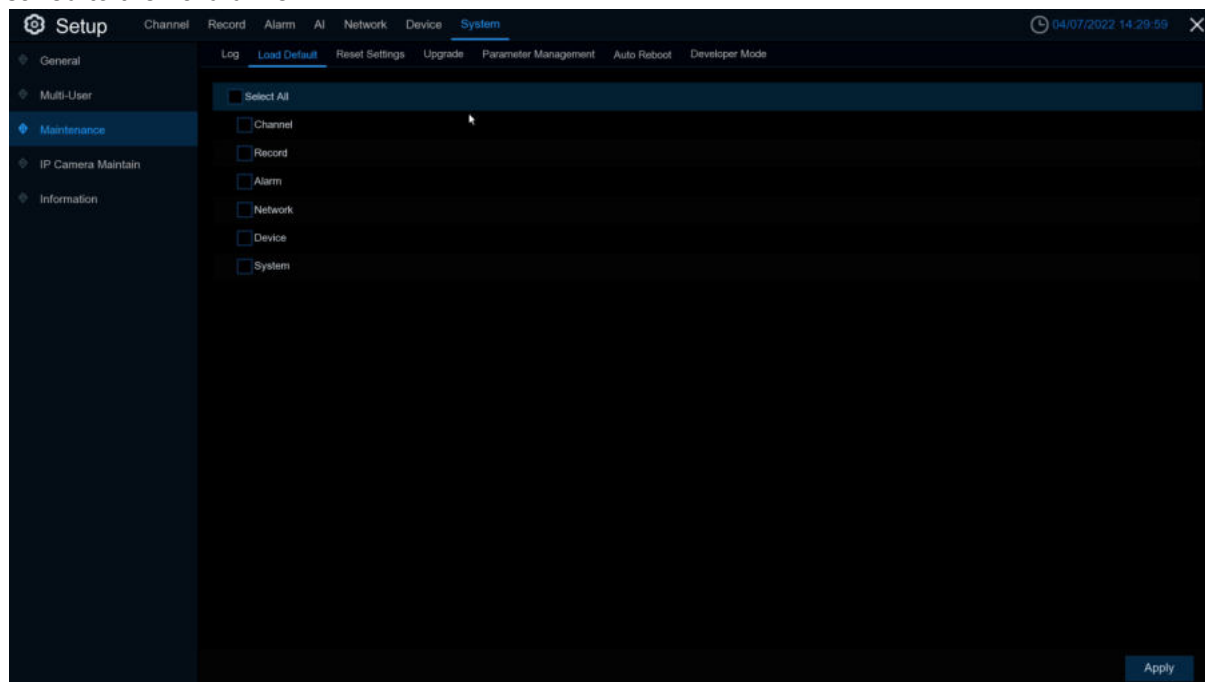 Setup Channel Record Alarm AI Network Device System 04/07/2022 14:29:59
General
Multi-User
Maintenance
IP Camera Maintain
Information
Log Load Default Reset Settings Upgrade Parameter Management Auto Reboot Developer Mode
Select All
Channel
Record
Alarm
Network
Device
System
Apply